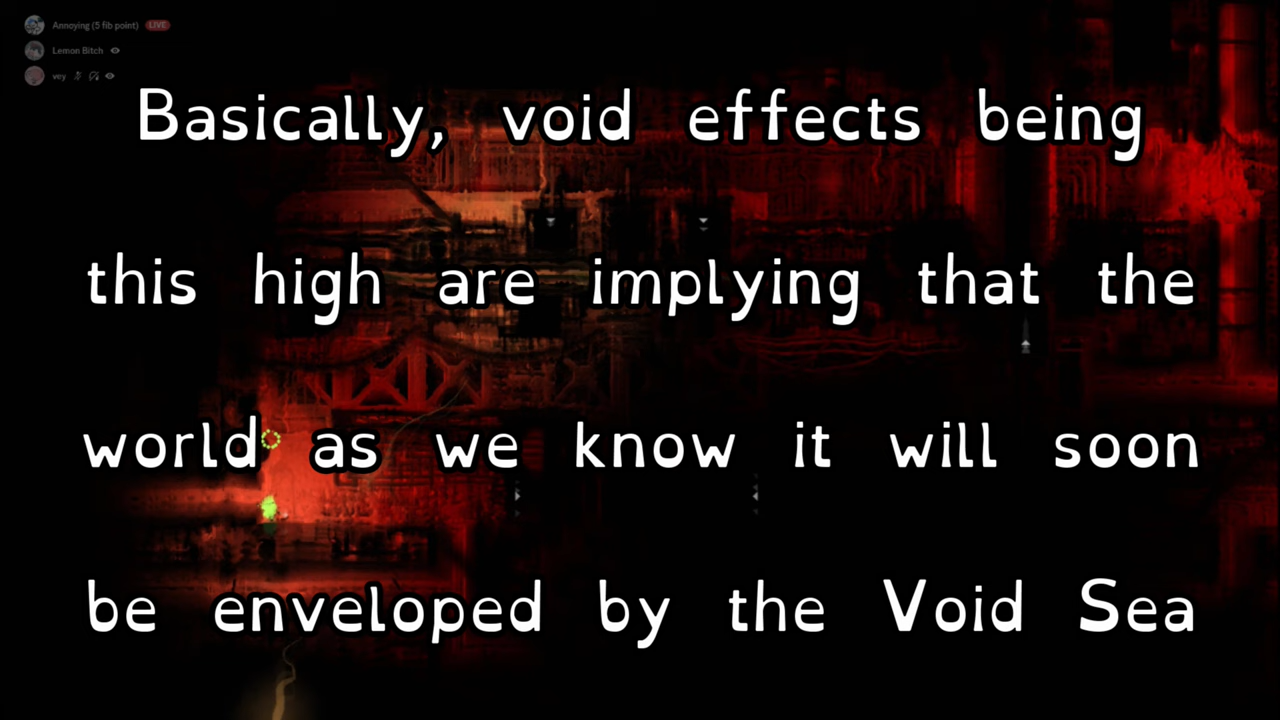 Annoying (5 fib point) LIVE
Lemon Bitch
vey
Basically, void effects being
this high are implying that the
world as we know it will soon
be enveloped by the Void Sea